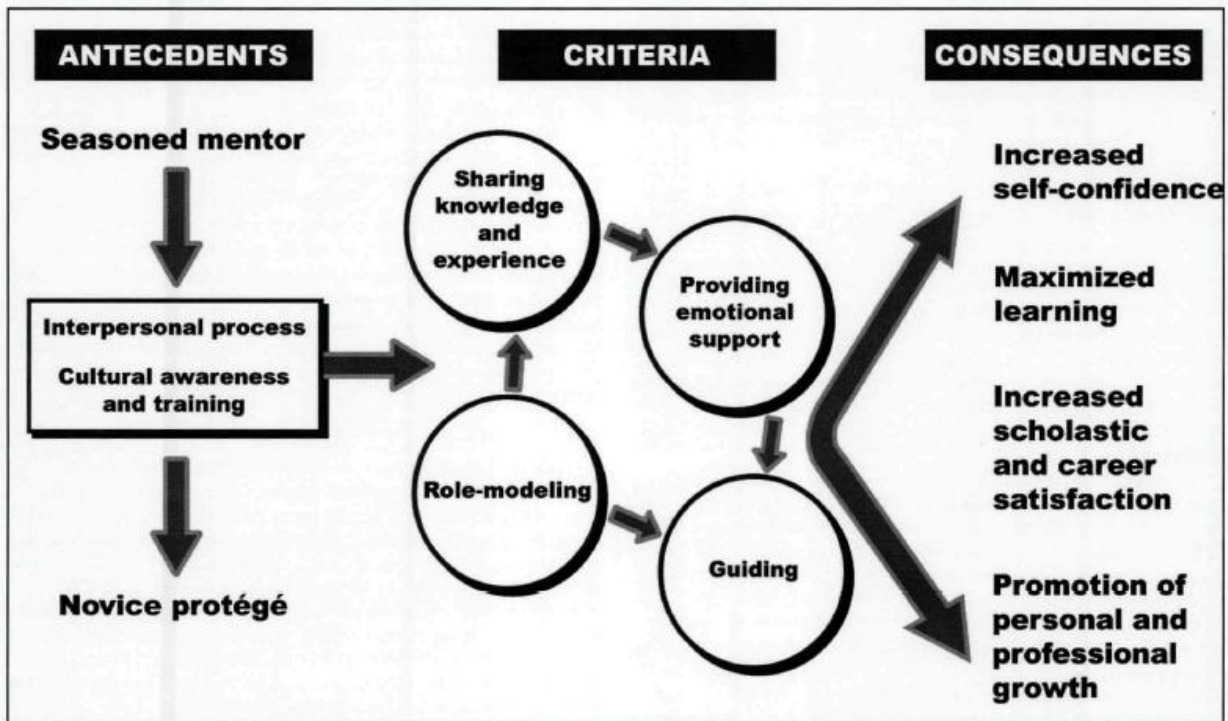 ANTECEDENTS
Seasoned mentor
Interpersonal process
Cultural awareness
and training
Novice protégé
CRITERIA
Sharing
knowledge
and
experience
Providing
emotional
support
Role-modeling
Guiding
CONSEQUENCES
Increased
self-confidence
Maximized
learning
Increased
scholastic
and career
satisfaction
Promotion of
personal and
professional
growth